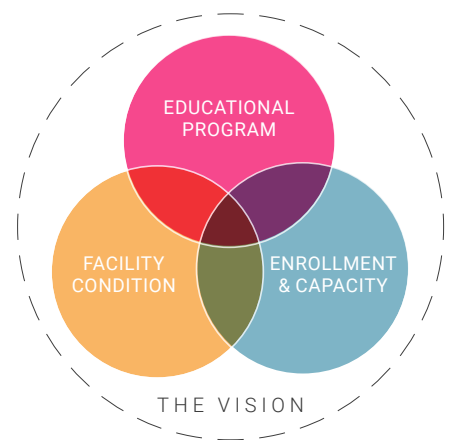 EDUCATIONAL
PROGRAM
FACILITY
CONDITION
ENROLLMENT
& CAPACITY
THE VISION